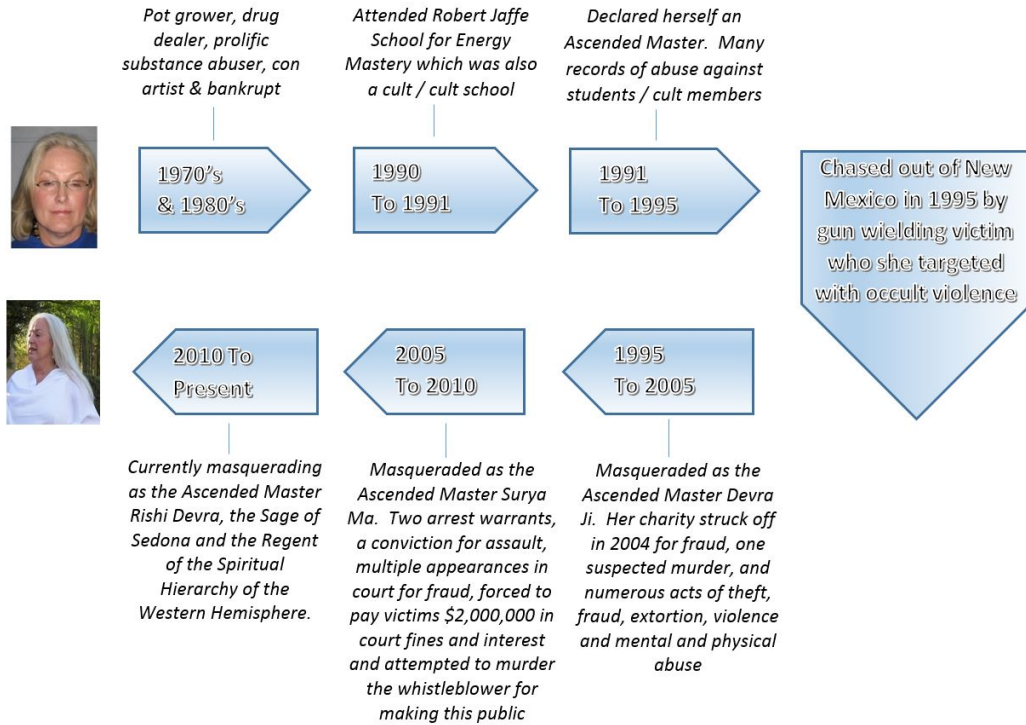 Pot grower, drug
dealer, prolific
substance abuser, con
artist & bankrupt
Attended Robert Jaffe
School for Energy
Mastery which was also
a cult / cult school
Declared herself an
Ascended Master.  Many
records of abuse against
students / cult members
1970's
& 1980's
1990
To 1991
1991
To 1995
Chased out of New
Mexico in 1995 by
gun wielding victim
who she targeted
with occult violence
1995
To 2005
2005
To 2010
2010 To
Present
Masqueraded as the
Ascended Master Devra
Ji.  Her charity struck off
in 2004 for fraud, one
suspected murder, and
numerous acts of theft,
fraud, extortion, violence
and mental and physical
abuse
Masqueraded as the
Ascended Master Surya
Ma.  Two arrest warrants,
a conviction for assault,
multiple appearances in
court for fraud, forced to
pay victims $2,000,000 in
court fines and interest
and attempted to murder
the whistleblower for
making this public
Currently masquerading
as the Ascended Master
Rishi Devra, the Sage of
Sedona and the Regent
of the Spiritual
Hierarchy of the
Western Hemisphere.